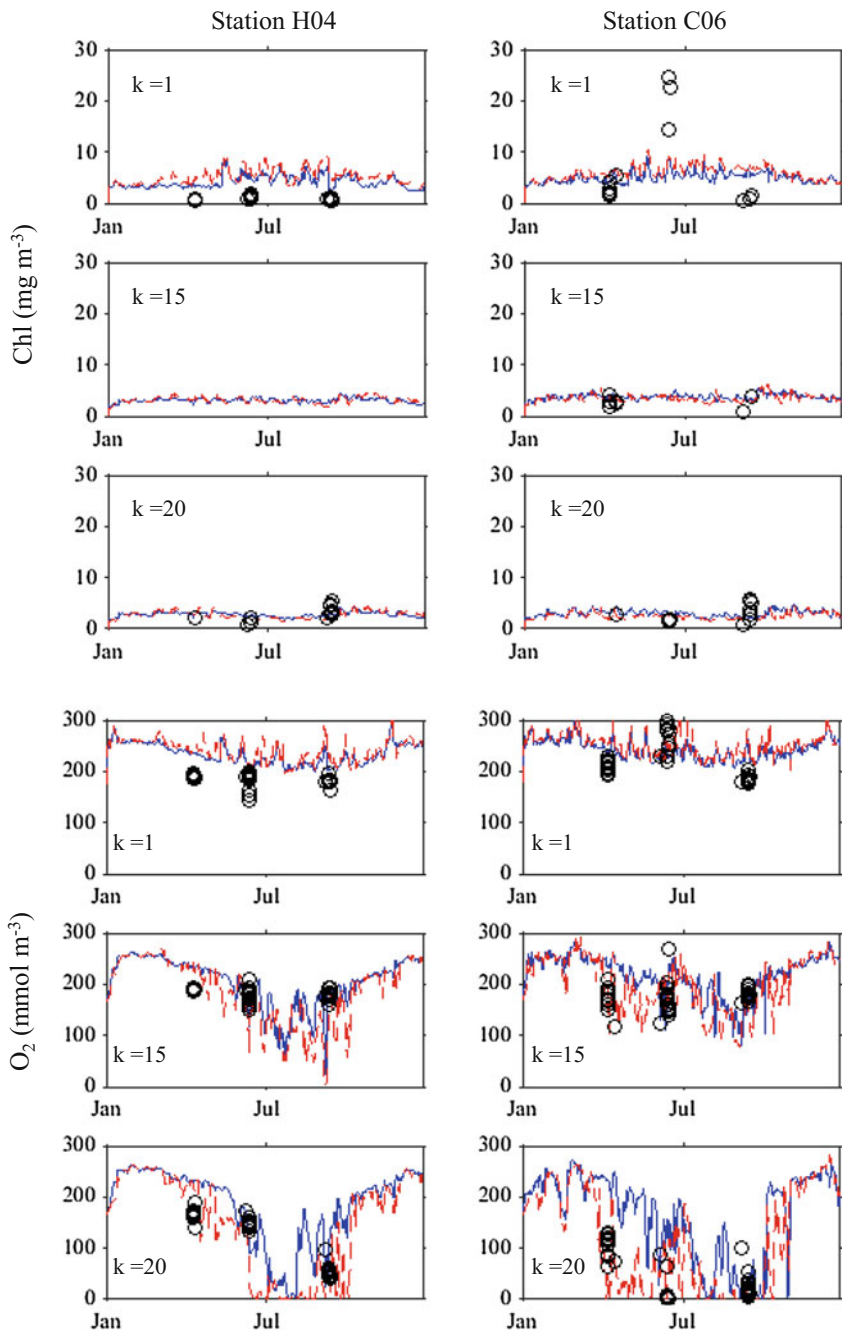 Station H04 Station C06
Chl (mg m⁻³)
30 30
k =1 k =1
20 20
10 10
0 0
Jan Jul Jan Jul
30 30
k =15 k =15
20 20
10 10
0 0
Jan Jul Jan Jul
30 30
k =20 k =20
20 20
10 10
0 0
Jan Jul Jan Jul
O₂ (mmol m⁻³)
300 300
200 200
100 100
k =1 k =1
0 0
Jan Jul Jan Jul
300 300
200 200
100 100
k =15 k =15
0 0
Jan Jul Jan Jul
300 300
200 200
100 100
k =20 k =20
0 0
Jan Jul Jan Jul